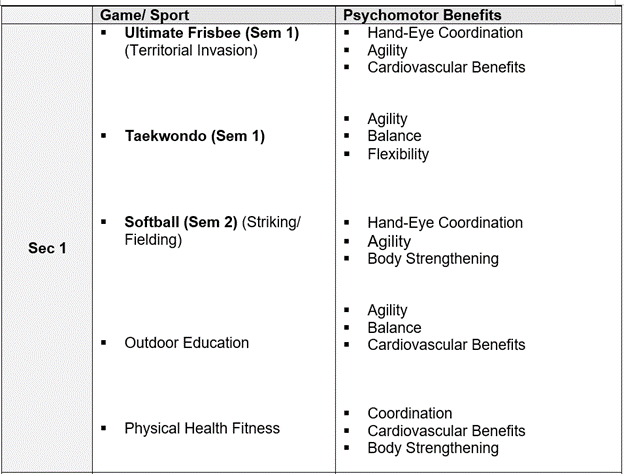 Game/ Sport
Psychomotor Benefits
Sec 1
▪ Ultimate Frisbee (Sem 1)
(Territorial Invasion)
▪ Hand-Eye Coordination
▪ Agility
▪ Cardiovascular Benefits
▪ Taekwondo (Sem 1)
▪ Agility
▪ Balance
▪ Flexibility
▪ Softball (Sem 2) (Striking/
Fielding)
▪ Hand-Eye Coordination
▪ Agility
▪ Body Strengthening
▪ Outdoor Education
▪ Agility
▪ Balance
▪ Cardiovascular Benefits
▪ Physical Health Fitness
▪ Coordination
▪ Cardiovascular Benefits
▪ Body Strengthening